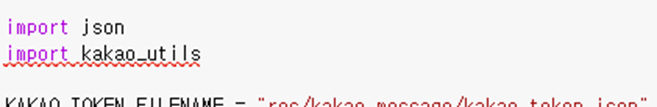 import json
import kakao_utils
KAKAO_TOKEN_FILENAME = "res/kakao_message/kakao_token.json"